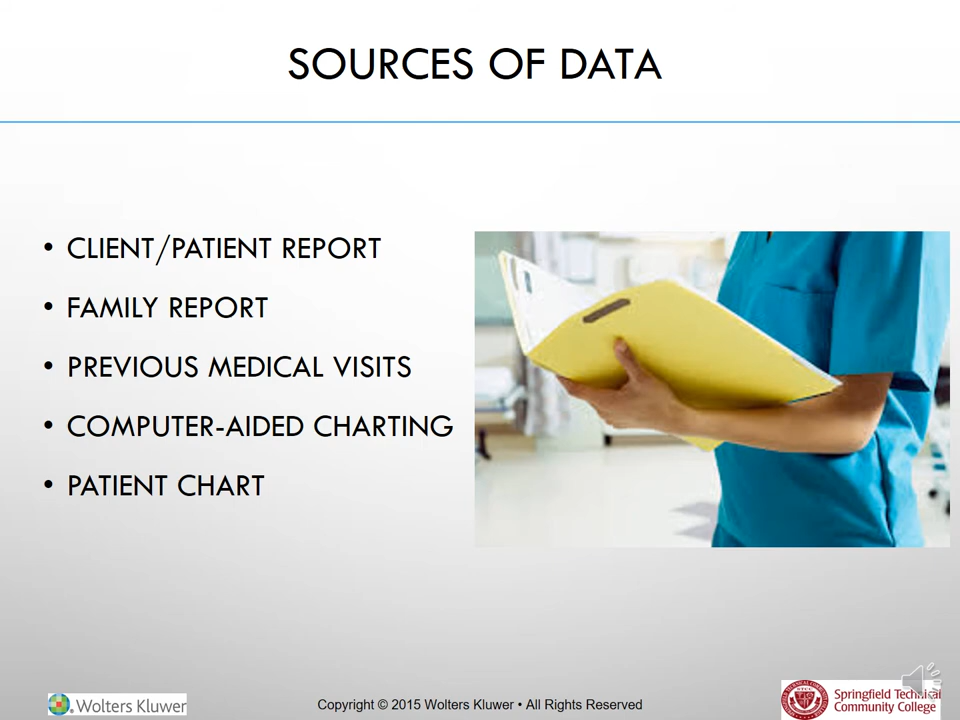 SOURCES OF DATA
• CLIENT/PATIENT REPORT
• FAMILY REPORT
• PREVIOUS MEDICAL VISITS
• COMPUTER-AIDED CHARTING
• PATIENT CHART
Wolters Kluwer
Copyright © 2015 Wolters Kluwer • All Rights Reserved
Springfield Technical
Community College